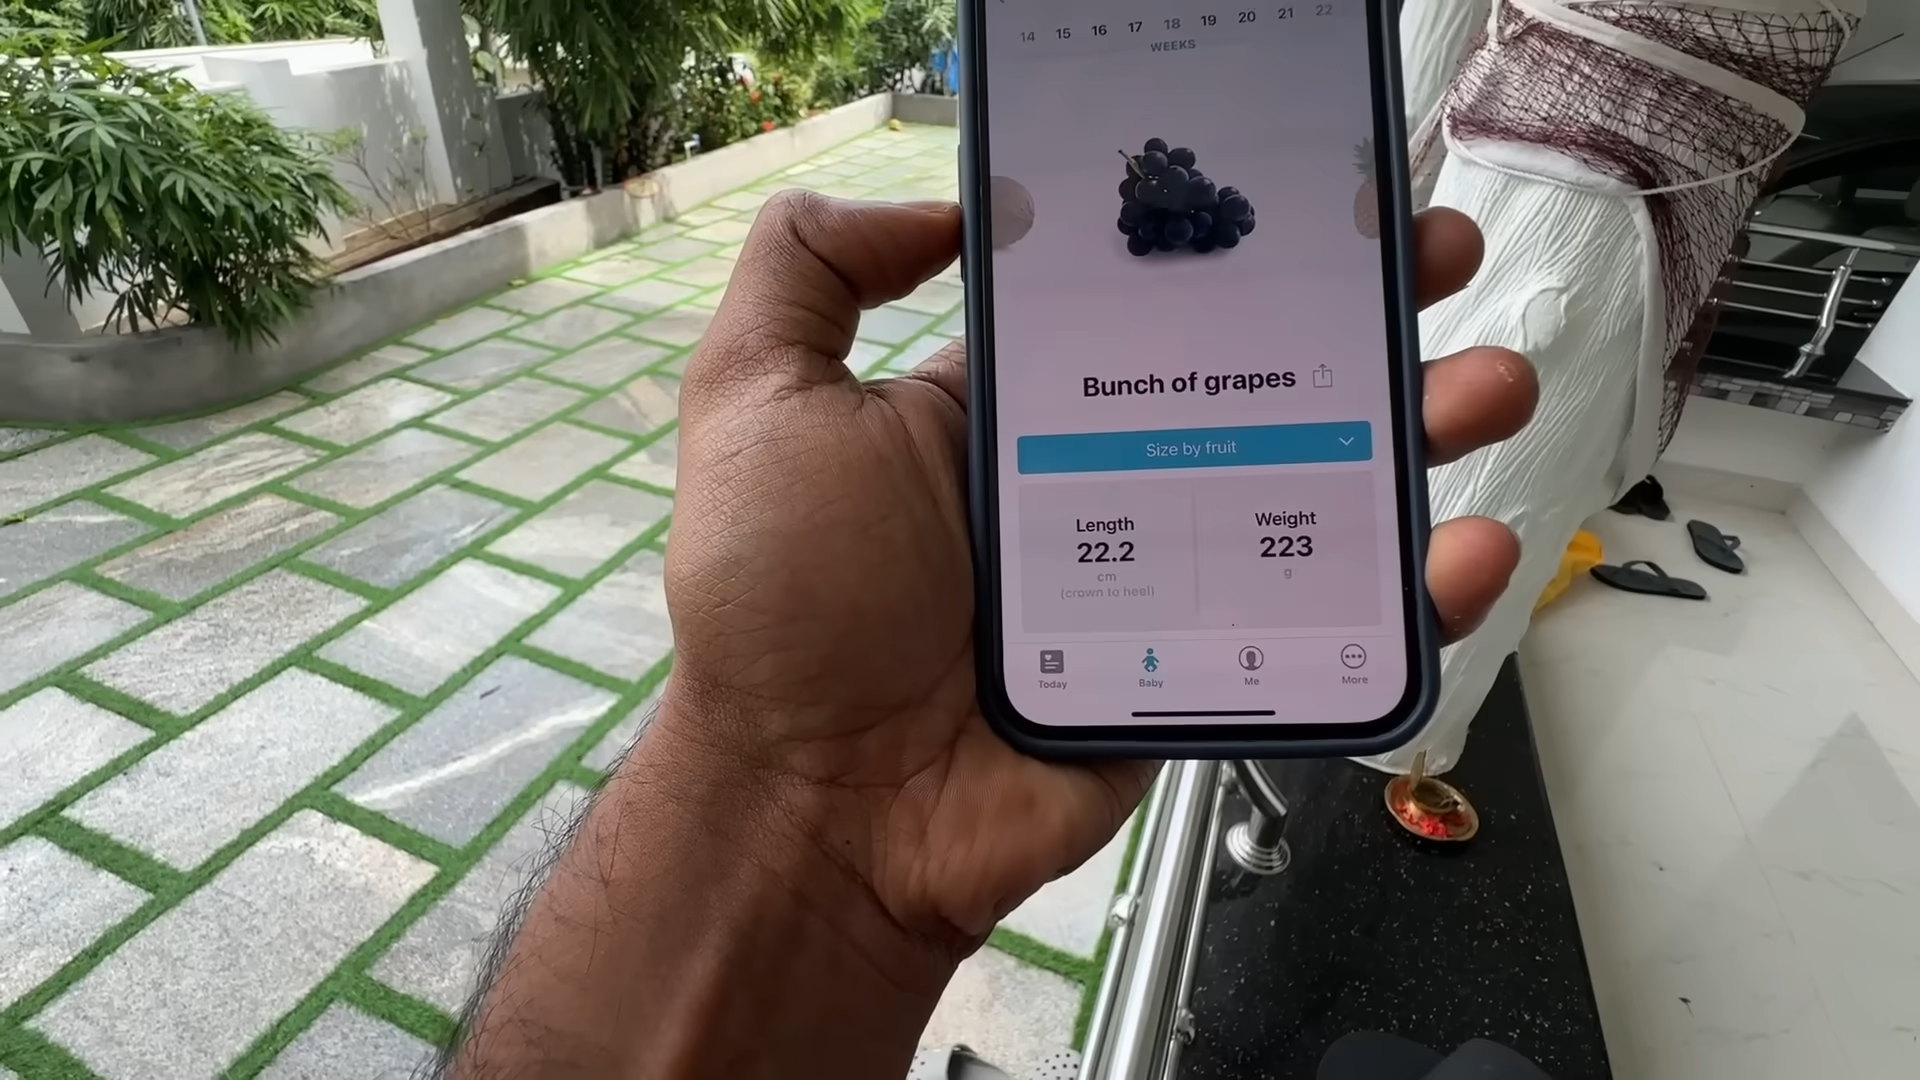 14 15 16 17 18 19 20 21 22
WEEKS
Bunch of grapes
Size by fruit
Length
22.2
cm
(crown to heel)
Weight
223
g
Today Baby Me More